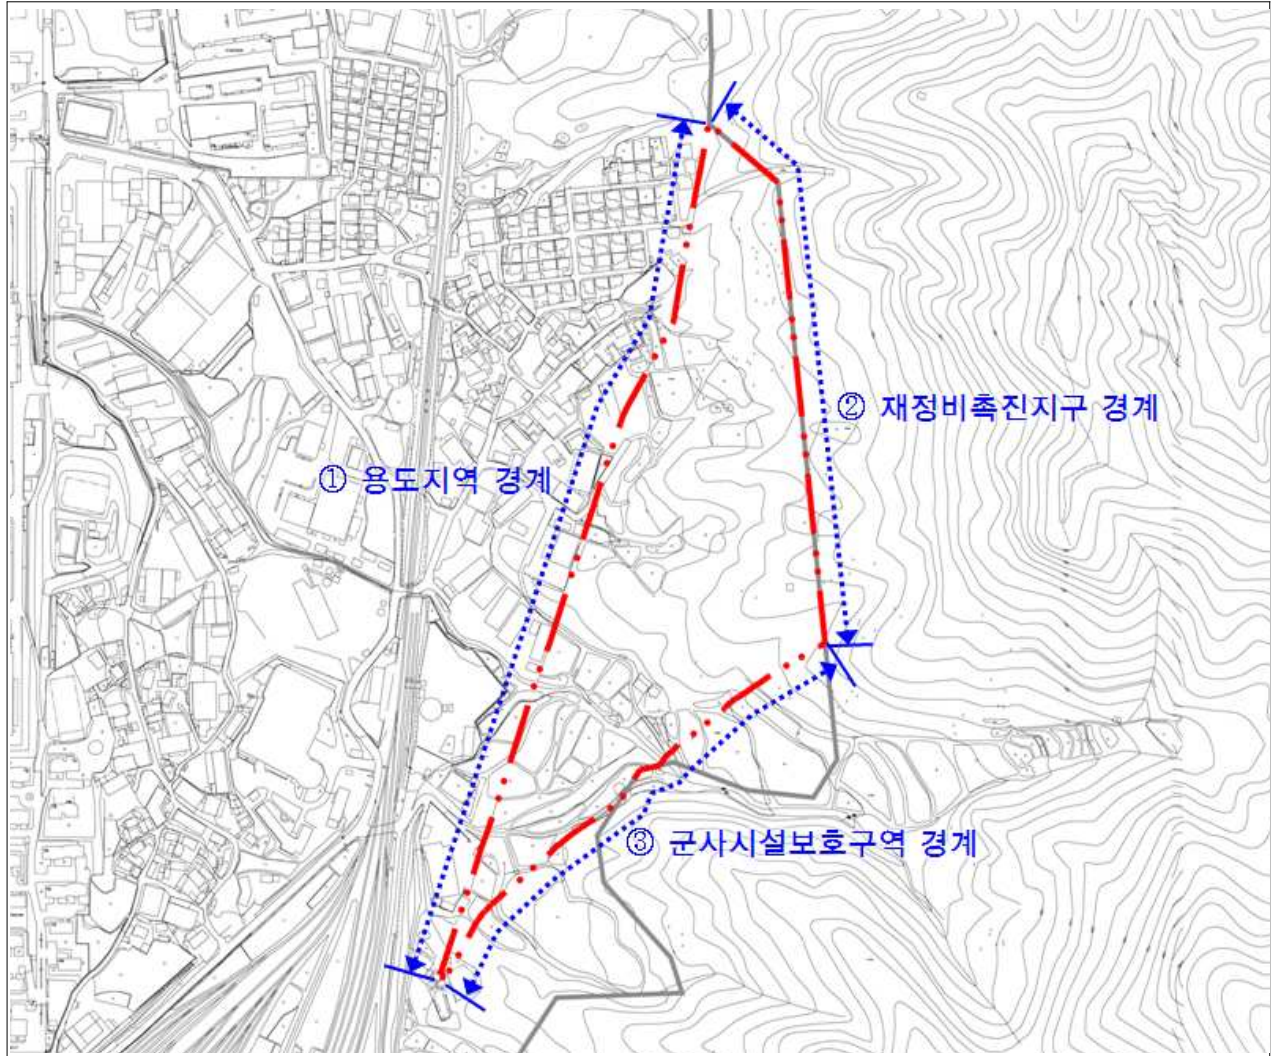 ② 재정비촉진지구 경계
① 용도지역 경계
③ 군사시설보호구역 경계